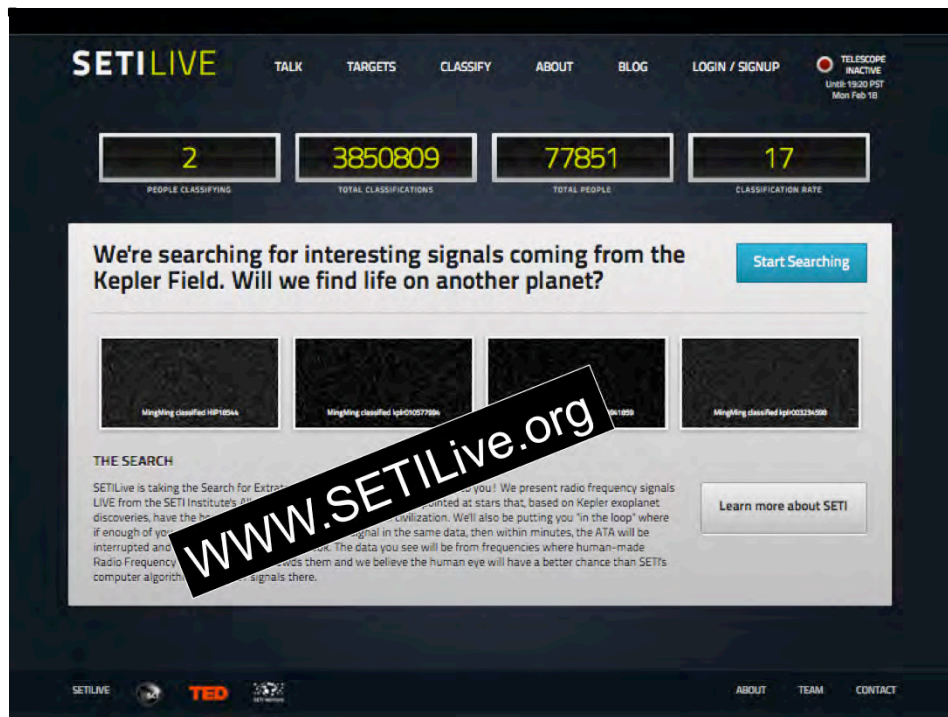 SETILIVE
TALK TARGETS CLASSIFY ABOUT BLOG LOGIN / SIGNUP
TELESCOPE
INACTIVE
Until: 19:20 PST
Mon Feb 18
2 3850809 77851 17
PEOPLE CLASSIFYING TOTAL CLASSIFICATIONS TOTAL PEOPLE CLASSIFICATION RATE
We're searching for interesting signals coming from the
Kepler Field. Will we find life on another planet?
Start Searching
MingMing classified HIP18544 MingMing classified kplr010577994 MingMing classified kplr003234598
WWW.SETILive.org
THE SEARCH
SETILive is taking the Search for you! We present radio frequency signals
LIVE from the SETI Institute's pointed at stars that, based on Kepler exoplanet
discoveries, have the civilization. We'll also be putting you "in the loop" where
if enough of signal in the same data, then within minutes, the ATA will be
interrupted and The data you see will be from frequencies where human-made
Radio Frequency them and we believe the human eye will have a better chance than SETI's
computer signals there.
Learn more about SETI
SETILIVE TED SETI INSTITUTE
ABOUT TEAM CONTACT